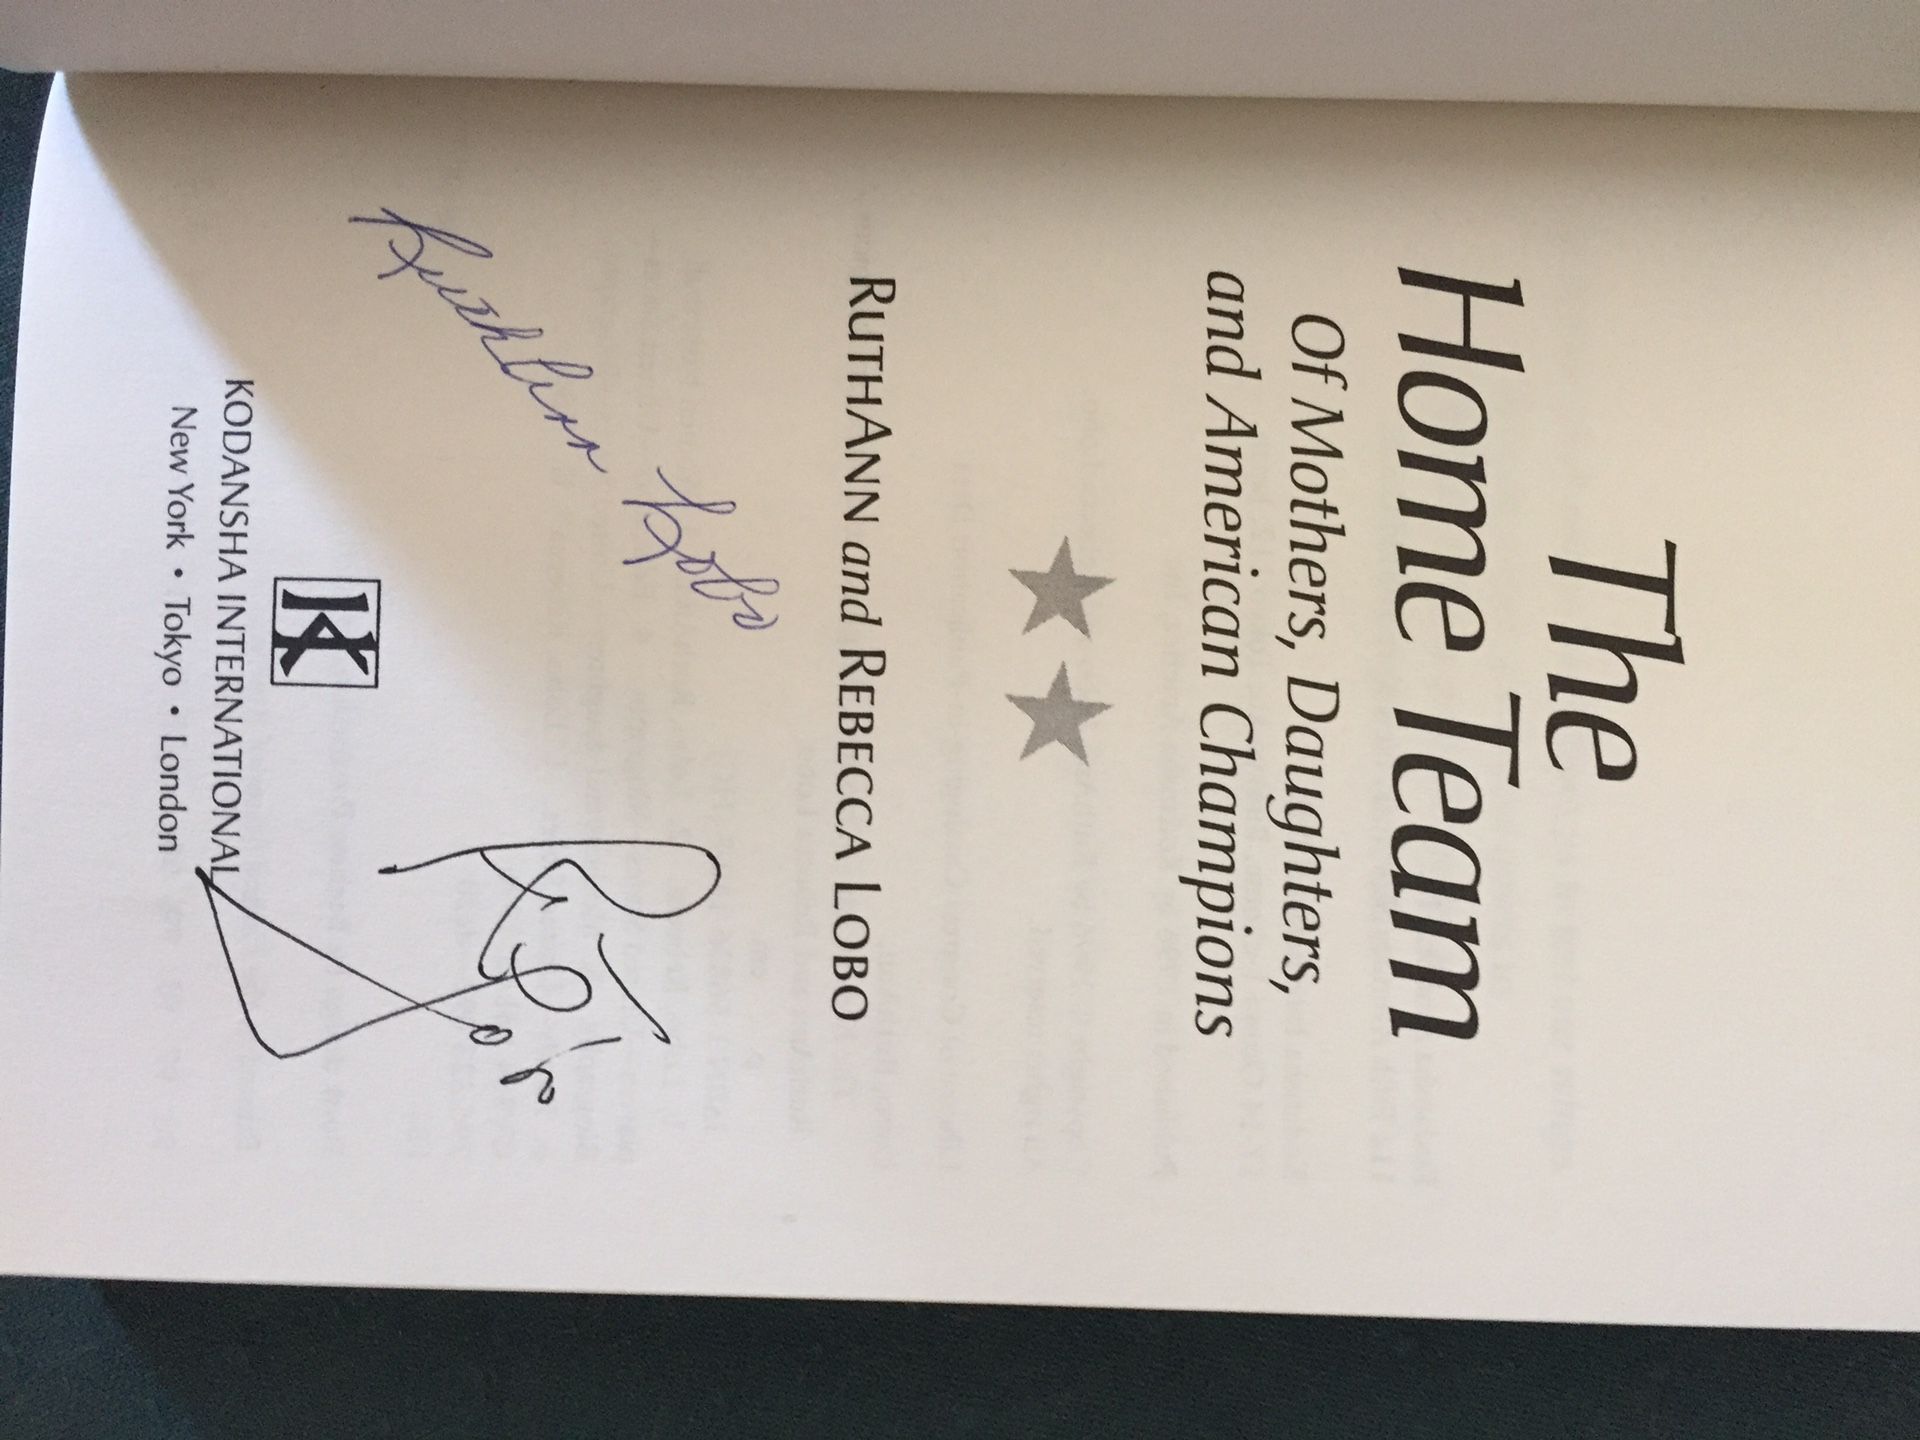 The
Home Team
Of Mothers, Daughters,
and American Champions
RUTHANN and REBECCA LOBO
RuthAnn Lobo
KODANSHA INTERNATIONAL
New York • Tokyo • London